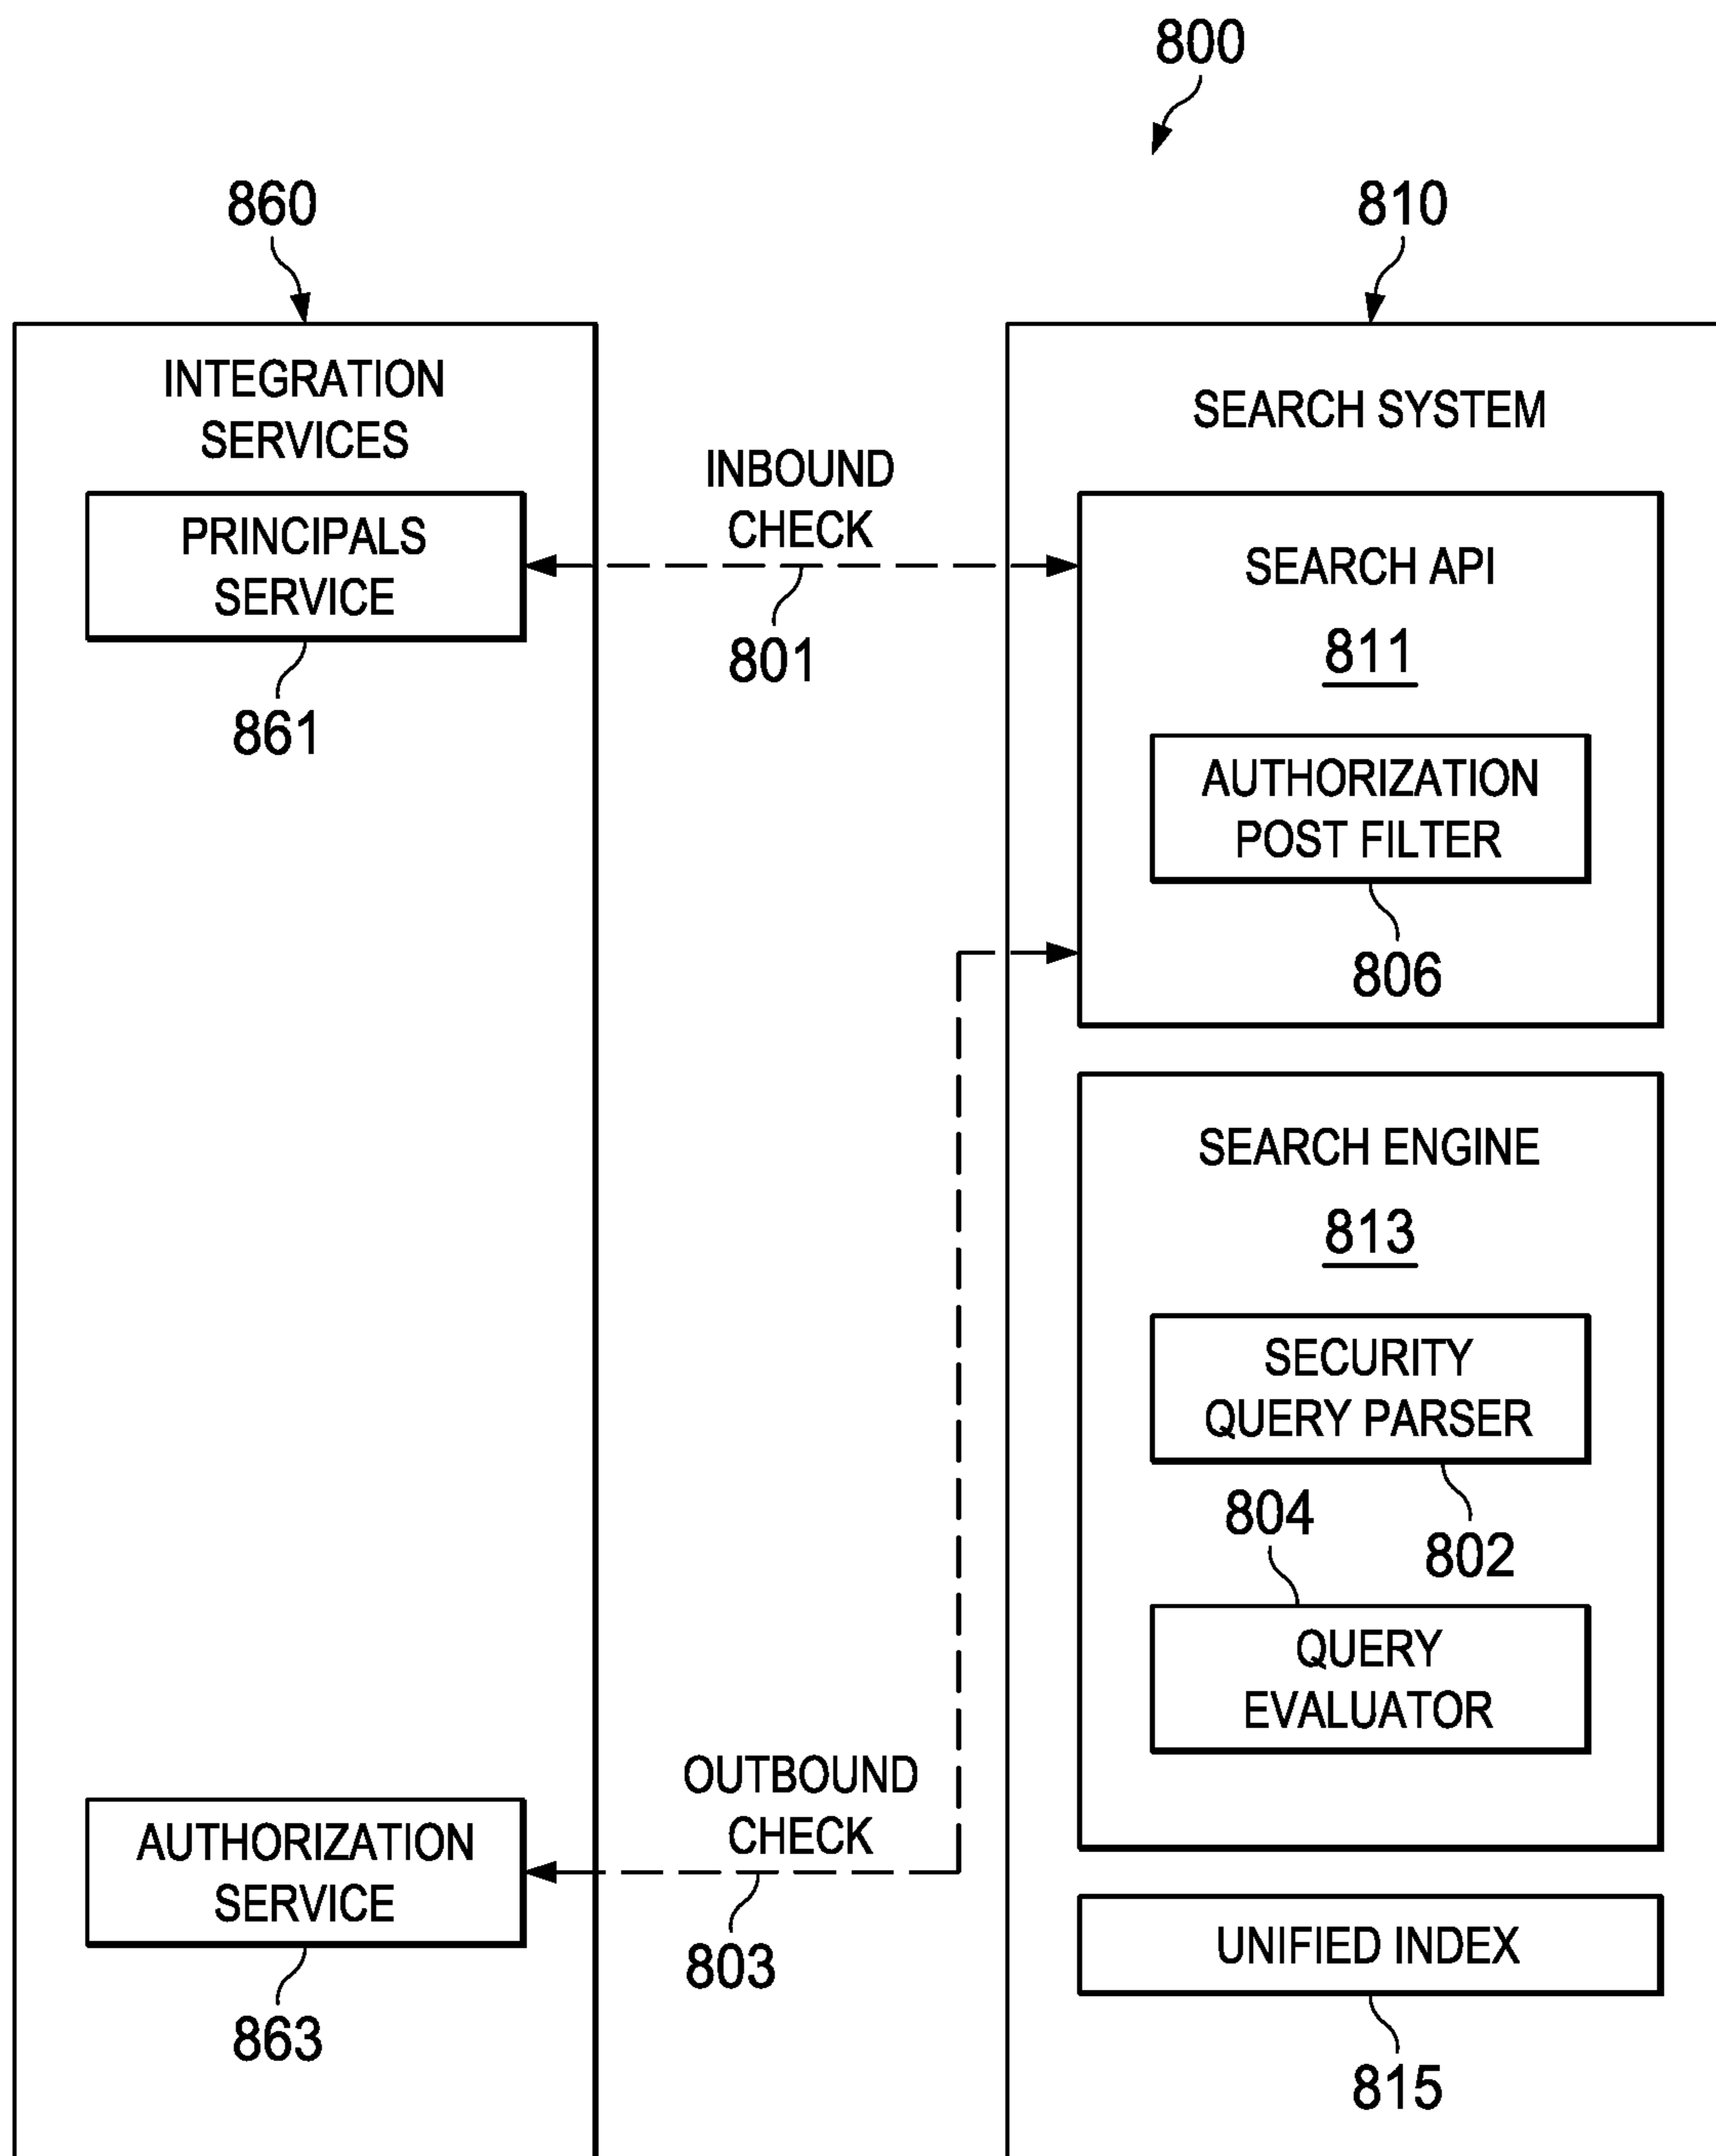 800
860
810
INTEGRATION
SERVICES
PRINCIPALS
SERVICE
861
INBOUND
CHECK
801
SEARCH SYSTEM
SEARCH API
811
AUTHORIZATION
POST FILTER
806
SEARCH ENGINE
813
SECURITY
QUERY PARSER
802
804
QUERY
EVALUATOR
OUTBOUND
CHECK
803
AUTHORIZATION
SERVICE
863
UNIFIED INDEX
815